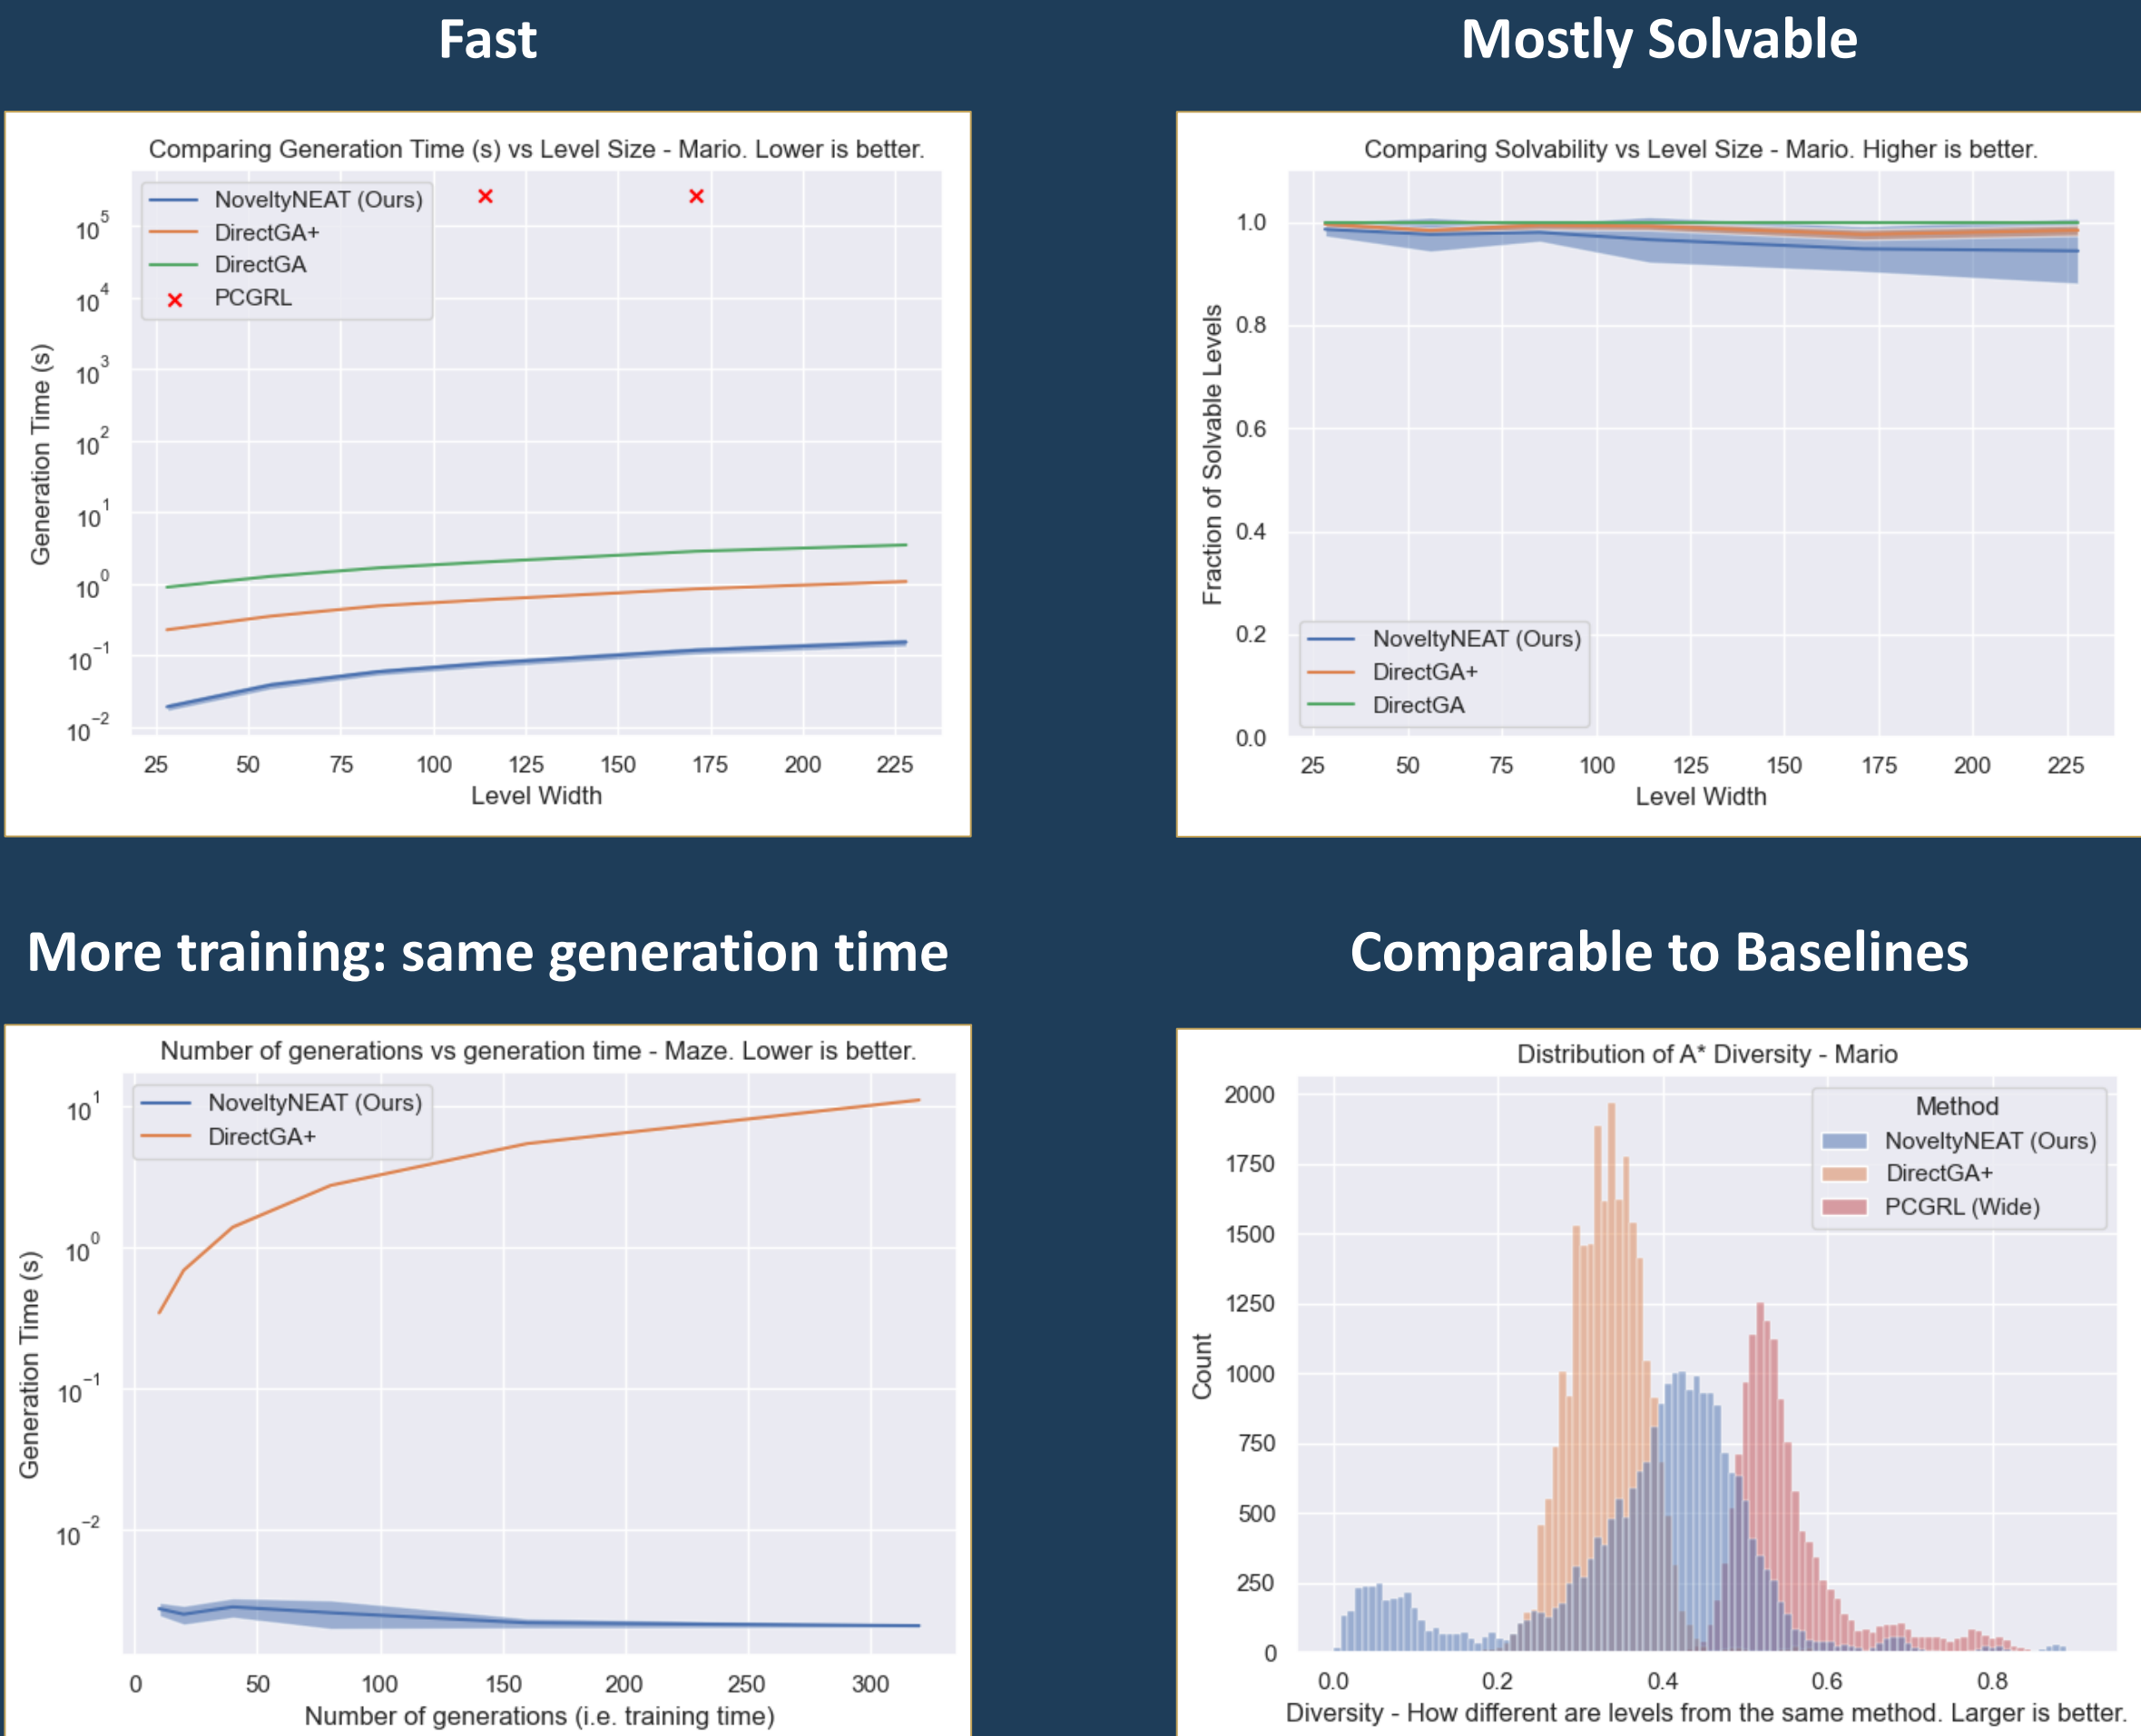 Fast
Mostly Solvable
Comparing Generation Time (s) vs Level Size - Mario. Lower is better.
NoveltyNEAT (Ours)
DirectGA+
DirectGA
PCGRL
Generation Time (s)
10^5
10^4
10^3
10^2
10^1
10^0
10^−1
10^−2
25 50 75 100 125 150 175 200 225
Level Width
Comparing Solvability vs Level Size - Mario. Higher is better.
Fraction of Solvable Levels
1.0
0.8
0.6
0.4
0.2
0.0
NoveltyNEAT (Ours)
DirectGA+
DirectGA
25 50 75 100 125 150 175 200 225
Level Width
More training: same generation time
Comparable to Baselines
Number of generations vs generation time - Maze. Lower is better.
NoveltyNEAT (Ours)
DirectGA+
Generation Time (s)
10^1
10^0
10^−1
10^−2
0 50 100 150 200 250 300
Number of generations (i.e. training time)
Distribution of A* Diversity - Mario
Method
NoveltyNEAT (Ours)
DirectGA+
PCGRL (Wide)
Count
2000
1750
1500
1250
1000
750
500
250
0
0.0 0.2 0.4 0.6 0.8
Diversity - How different are levels from the same method. Larger is better.